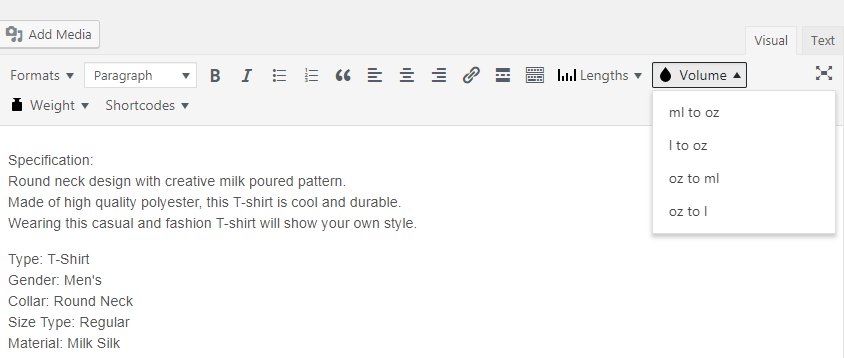 Add Media
Visual Text
Formats Paragraph B I Lengths Volume
Weight Shortcodes
ml to oz
l to oz
oz to ml
oz to l
Specification:
Round neck design with creative milk poured pattern.
Made of high quality polyester, this T-shirt is cool and durable.
Wearing this casual and fashion T-shirt will show your own style.
Type: T-Shirt
Gender: Men's
Collar: Round Neck
Size Type: Regular
Material: Milk Silk